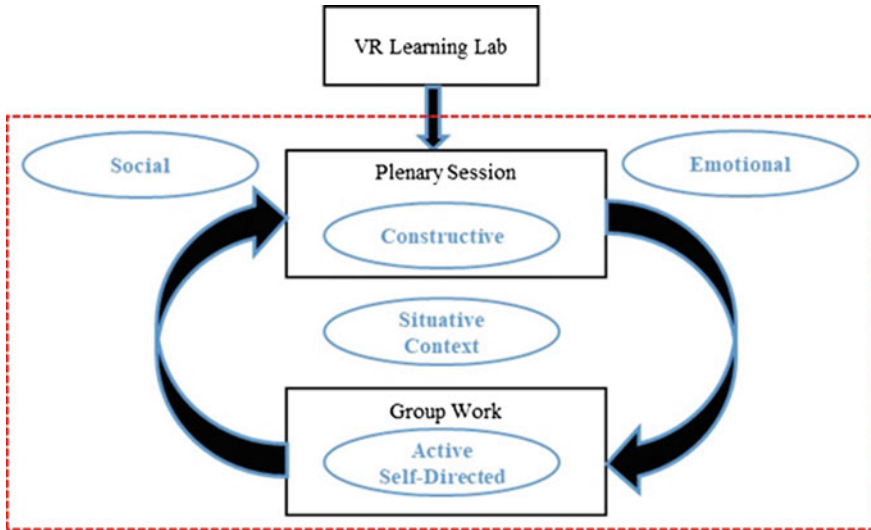 VR Learning Lab
Social
Emotional
Plenary Session
Constructive
Situative
Context
Group Work
Active
Self-Directed